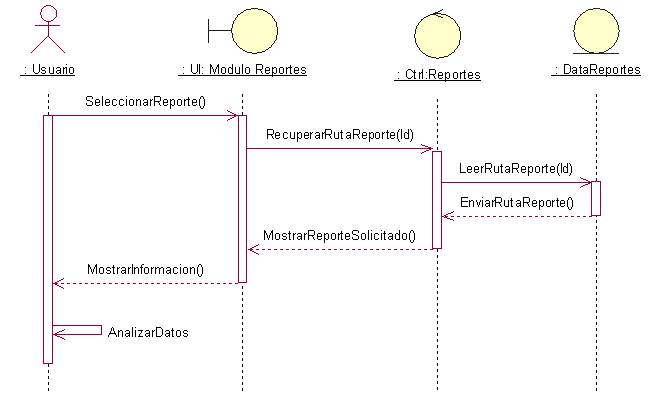 : Usuario
: UI: Modulo Reportes
: Ctrl:Reportes
: DataReportes
SeleccionarReporte()
RecuperarRutaReporte(Id)
LeerRutaReporte(Id)
EnviarRutaReporte()
MostrarReporteSolicitado()
MostrarInformacion()
AnalizarDatos